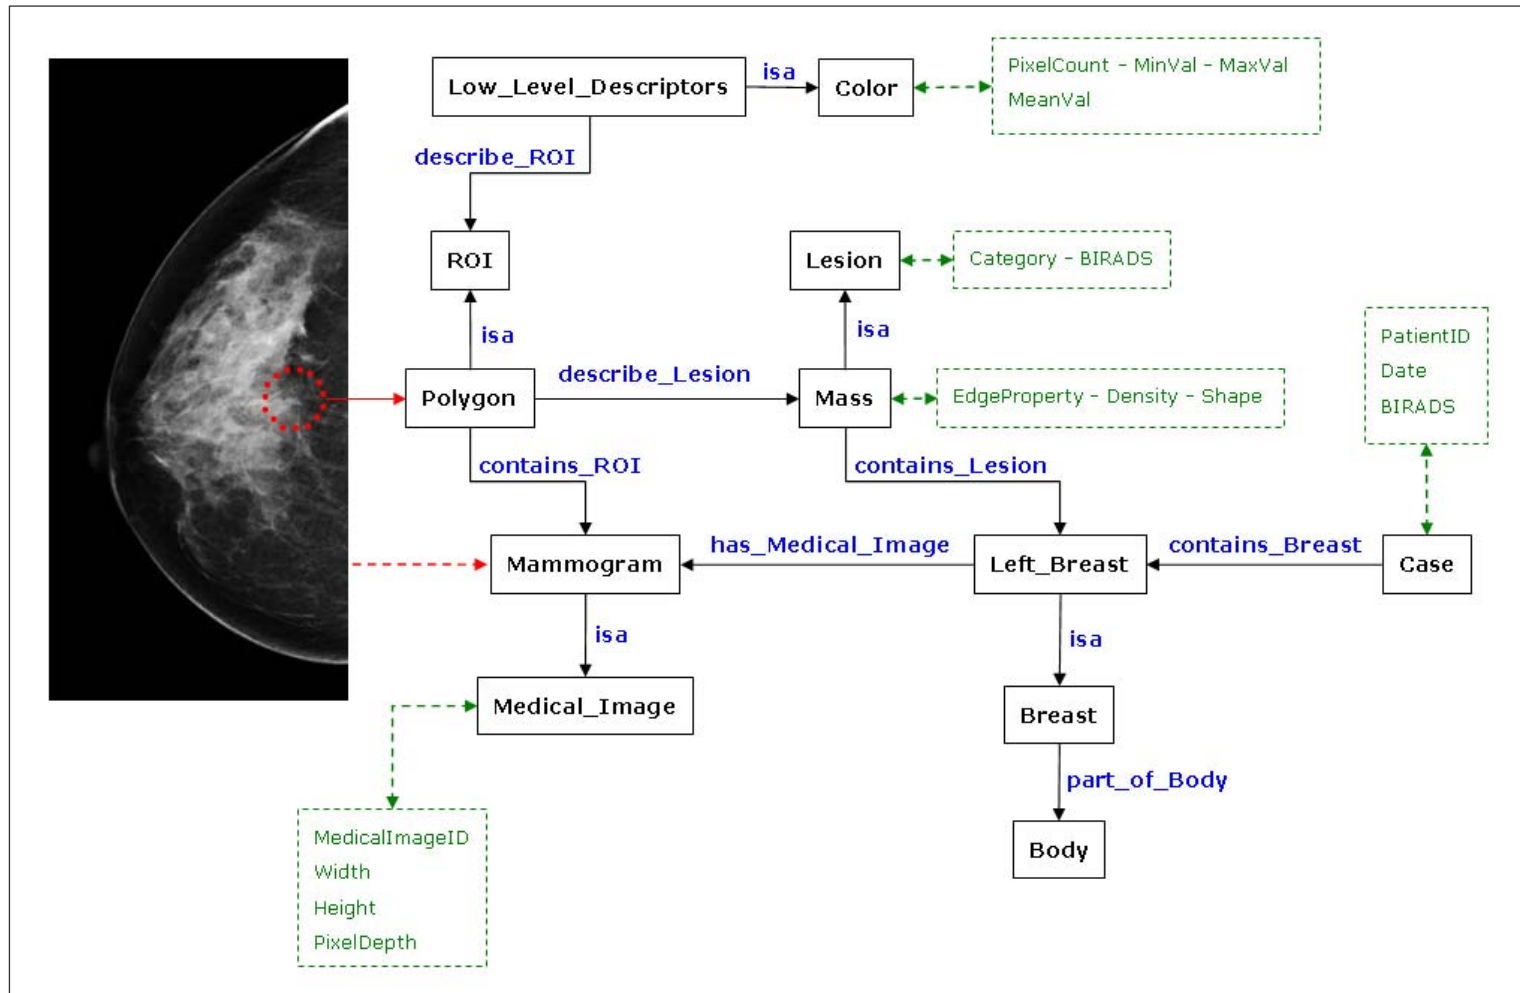 isa
PixelCount - MinVal - MaxVal
Low_Level_Descriptors
Color
MeanVal
describe_ROI
ROI
Lesion
Category - BIRADS
isa
isa
PatientID
Date
BIRADS
describe_Lesion
Polygon
Mass
EdgeProperty - Density - Shape
contains_ROI
contains_Lesion
has_Medical_Image
contains_Breast
Mammogram
Left_Breast
Case
isa
isa
Medical_Image
Breast
part_of_Body
Body
MedicalImageID
Width
Height
PixelDepth